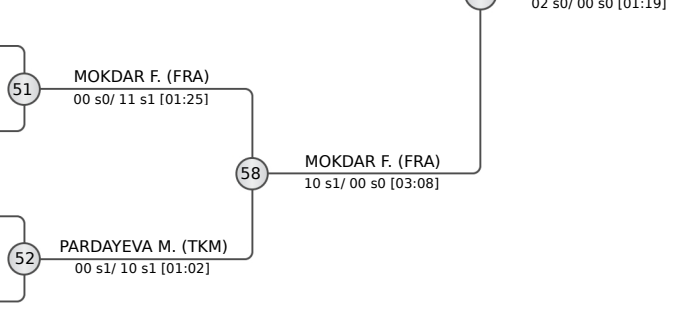 02 s0/ 00 s0 [01:19]
51
MOKDAR F. (FRA)
00 s0/ 11 s1 [01:25]
58
MOKDAR F. (FRA)
10 s1/ 00 s0 [03:08]
52
PARDAYEVA M. (TKM)
00 s1/ 10 s1 [01:02]